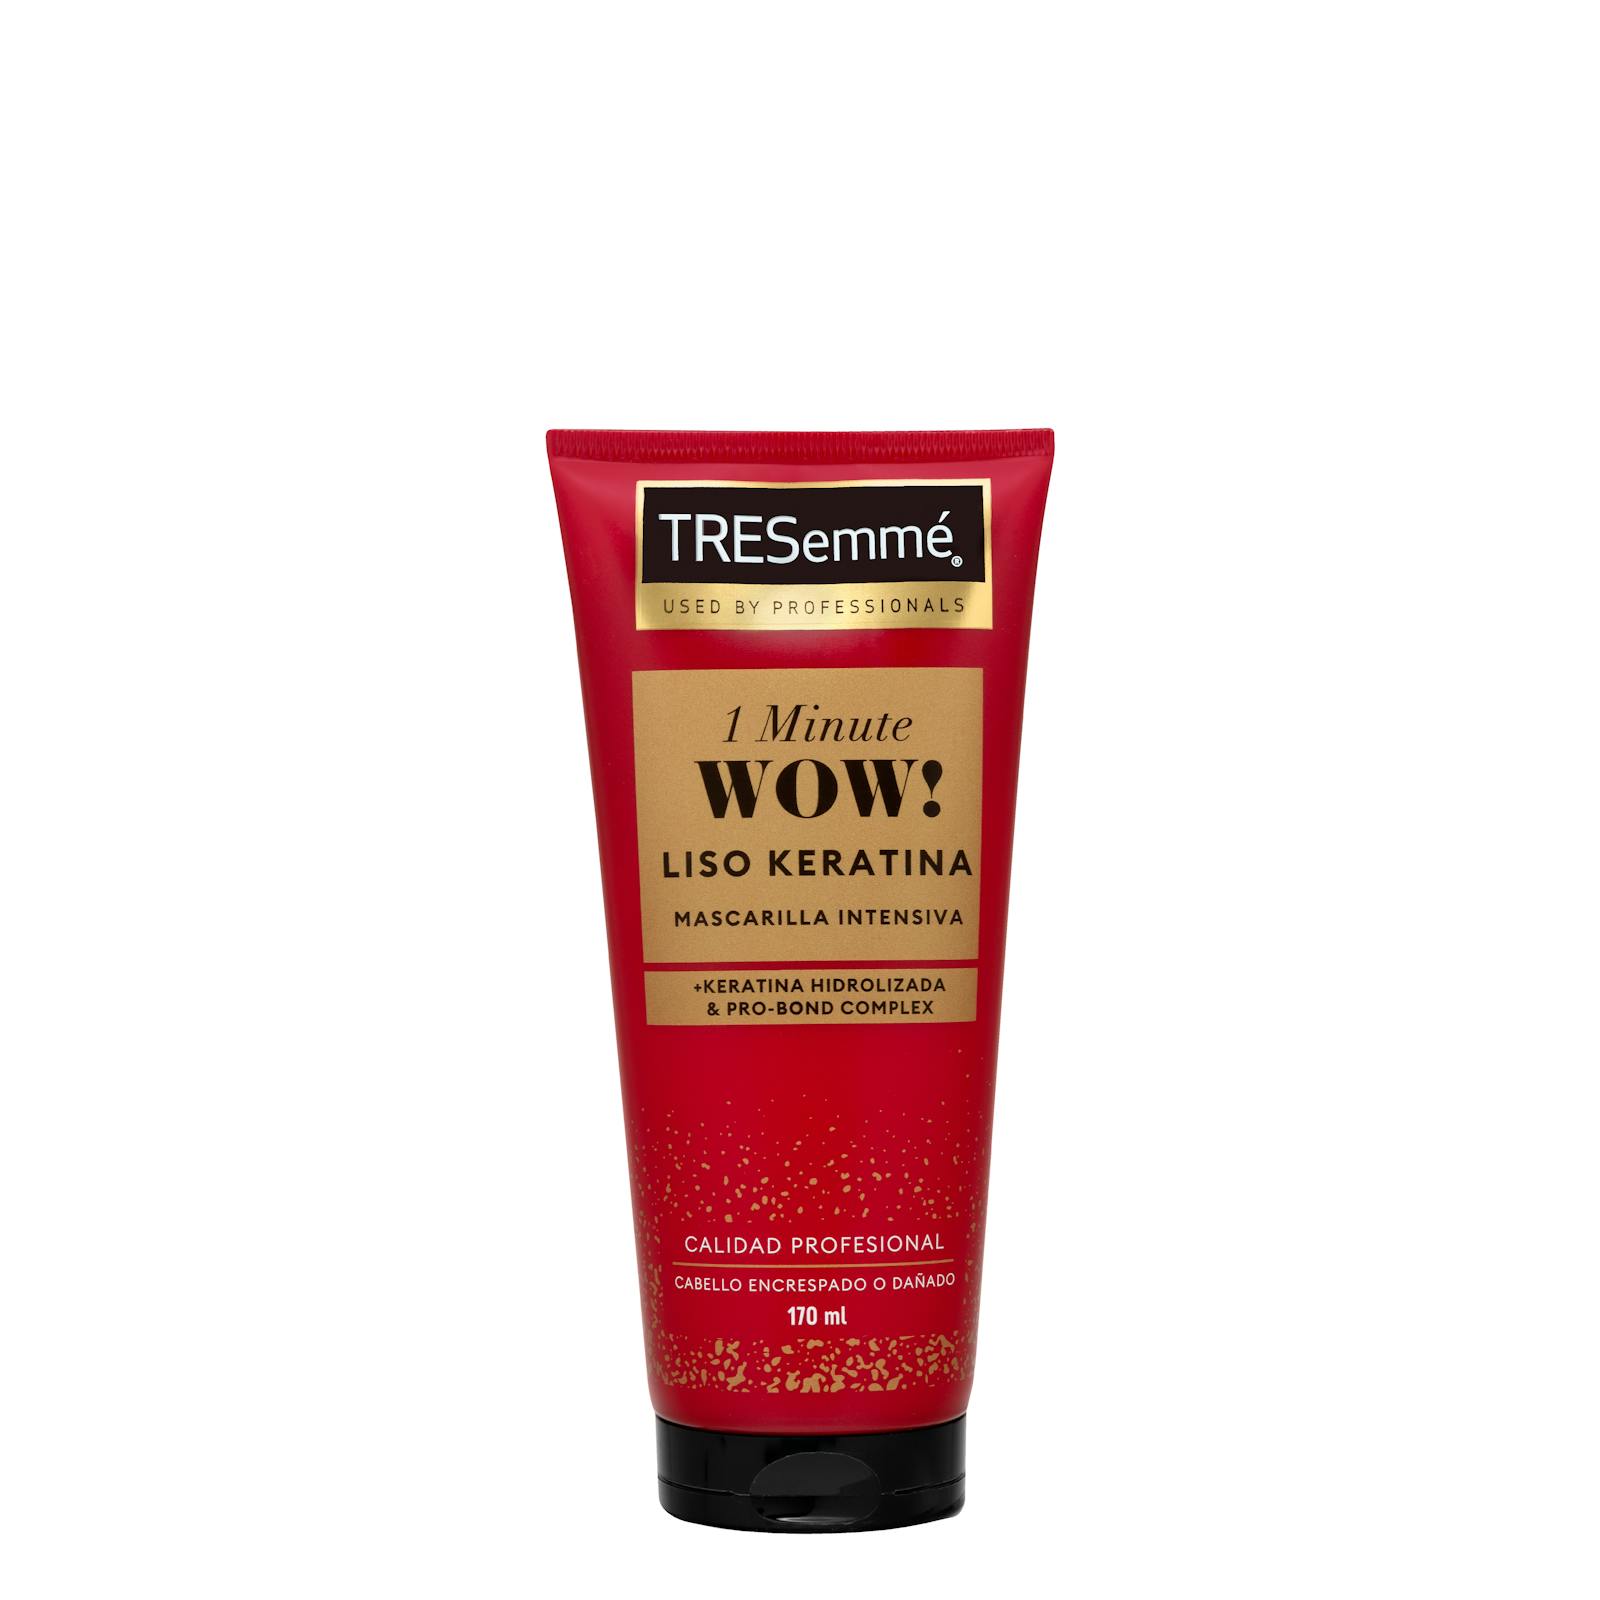 TRESemmé®
USED BY PROFESSIONALS
1 Minute
WOW!
LISO KERATINA
MASCARILLA INTENSIVA
+KERATINA HIDROLIZADA
& PRO-BOND COMPLEX
CALIDAD PROFESIONAL
CABELLO ENCRESPADO O DAÑADO
170 ml